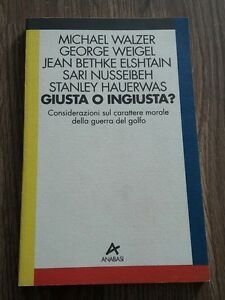 MICHAEL WALZER
GEORGE WEIGEL
JEAN BETHKE ELSHTAIN
SARI NUSSEIBEH
STANLEY HAUERWAS
GIUSTA O INGIUSTA?
Considerazioni sul carattere morale
della guerra del golfo
ANABASI